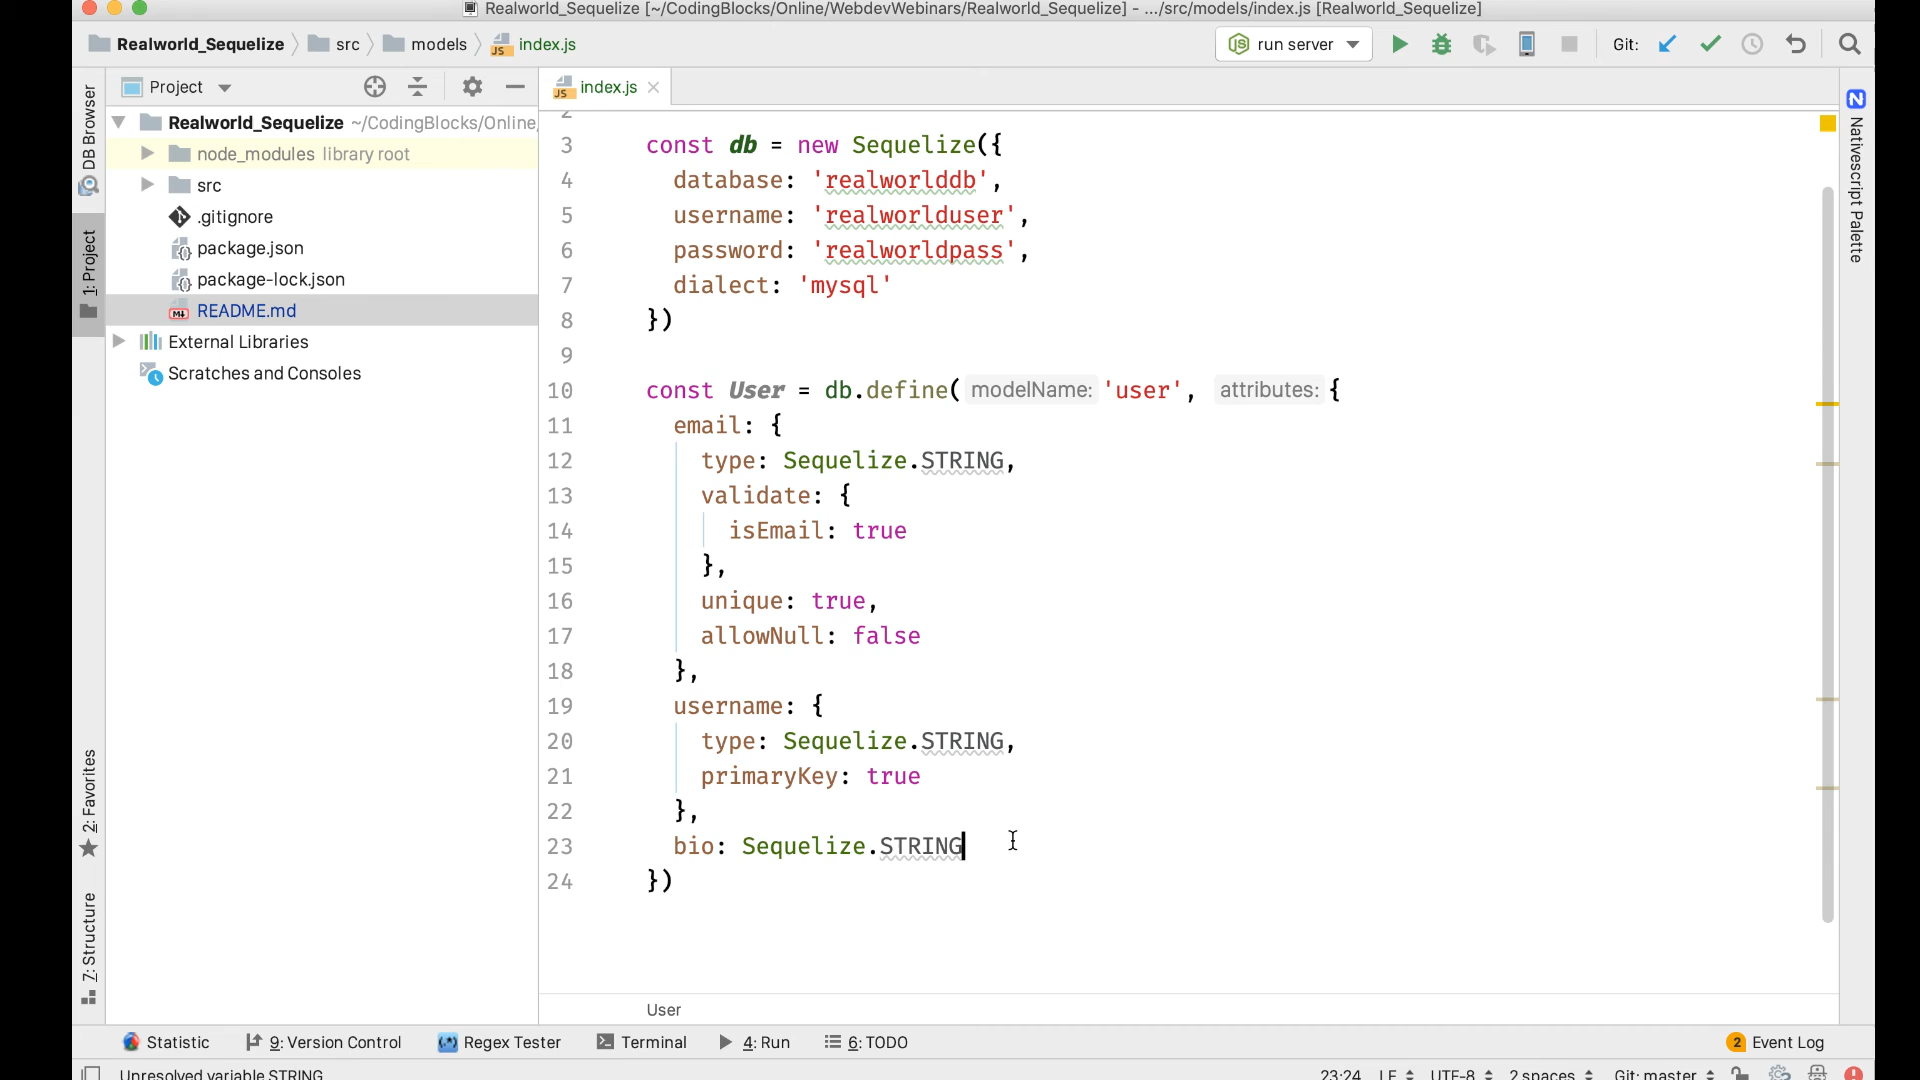 Realworld_Sequelize [~/CodingBlocks/Online/WebdevWebinars/Realworld_Sequelize] - .../src/models/index.js [Realworld_Sequelize]
Realworld_Sequelize src models index.js run server Git:
Project
index.js
DB Browser
1: Project
2: Favorites
7: Structure
Realworld_Sequelize ~/CodingBlocks/Online,
node_modules library root
src
.gitignore
package.json
package-lock.json
README.md
External Libraries
Scratches and Consoles
2
3 const db = new Sequelize({
4 database: 'realworlddb',
5 username: 'realworlduser',
6 password: 'realworldpass',
7 dialect: 'mysql'
8 })
9
10 const User = db.define( modelName: 'user', attributes: {
11 email: {
12 type: Sequelize.STRING,
13 validate: {
14 isEmail: true
15 },
16 unique: true,
17 allowNull: false
18 },
19 username: {
20 type: Sequelize.STRING,
21 primaryKey: true
22 },
23 bio: Sequelize.STRING
24 })
User
Nativescript Palette
Statistic 9: Version Control Regex Tester Terminal 4: Run 6: TODO 2 Event Log
Unresolved variable STRING 23:24 LF UTF-8 2 spaces Git: master